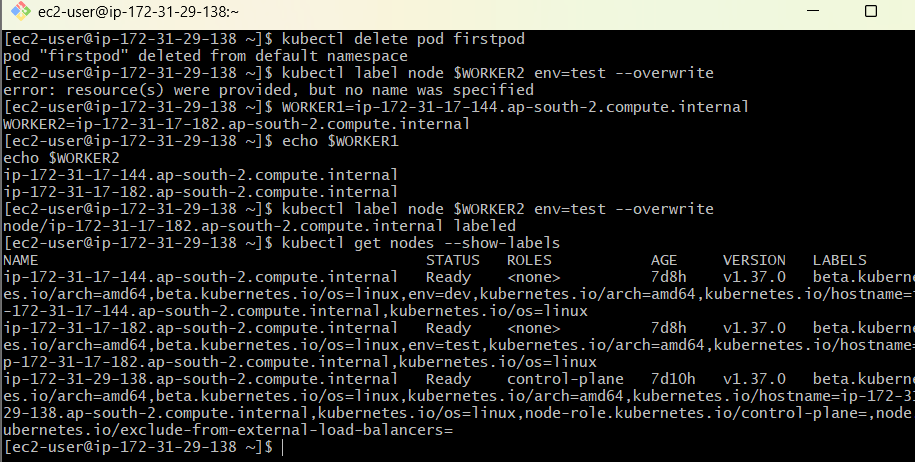 ec2-user@ip-172-31-29-138:~
[ec2-user@ip-172-31-29-138 ~]$ kubectl delete pod firstpod
pod "firstpod" deleted from default namespace
[ec2-user@ip-172-31-29-138 ~]$ kubectl label node $WORKER2 env=test --overwrite
error: resource(s) were provided, but no name was specified
[ec2-user@ip-172-31-29-138 ~]$ WORKER1=ip-172-31-17-144.ap-south-2.compute.internal
WORKER2=ip-172-31-17-182.ap-south-2.compute.internal
[ec2-user@ip-172-31-29-138 ~]$ echo $WORKER1
echo $WORKER2
ip-172-31-17-144.ap-south-2.compute.internal
ip-172-31-17-182.ap-south-2.compute.internal
[ec2-user@ip-172-31-29-138 ~]$ kubectl label node $WORKER2 env=test --overwrite
node/ip-172-31-17-182.ap-south-2.compute.internal labeled
[ec2-user@ip-172-31-29-138 ~]$ kubectl get nodes --show-labels
NAME STATUS ROLES AGE VERSION LABELS
ip-172-31-17-144.ap-south-2.compute.internal Ready <none> 7d8h v1.37.0 beta.kubern
es.io/arch=amd64,beta.kubernetes.io/os=linux,env=dev,kubernetes.io/arch=amd64,kubernetes.io/hostname=i
-172-31-17-144.ap-south-2.compute.internal,kubernetes.io/os=linux
ip-172-31-17-182.ap-south-2.compute.internal Ready <none> 7d8h v1.37.0 beta.kubern
es.io/arch=amd64,beta.kubernetes.io/os=linux,env=test,kubernetes.io/arch=amd64,kubernetes.io/hostname=
p-172-31-17-182.ap-south-2.compute.internal,kubernetes.io/os=linux
ip-172-31-29-138.ap-south-2.compute.internal Ready control-plane 7d10h v1.37.0 beta.kubern
es.io/arch=amd64,beta.kubernetes.io/os=linux,kubernetes.io/arch=amd64,kubernetes.io/hostname=ip-172-31
29-138.ap-south-2.compute.internal,kubernetes.io/os=linux,node-role.kubernetes.io/control-plane=,node
ubernetes.io/exclude-from-external-load-balancers=
[ec2-user@ip-172-31-29-138 ~]$